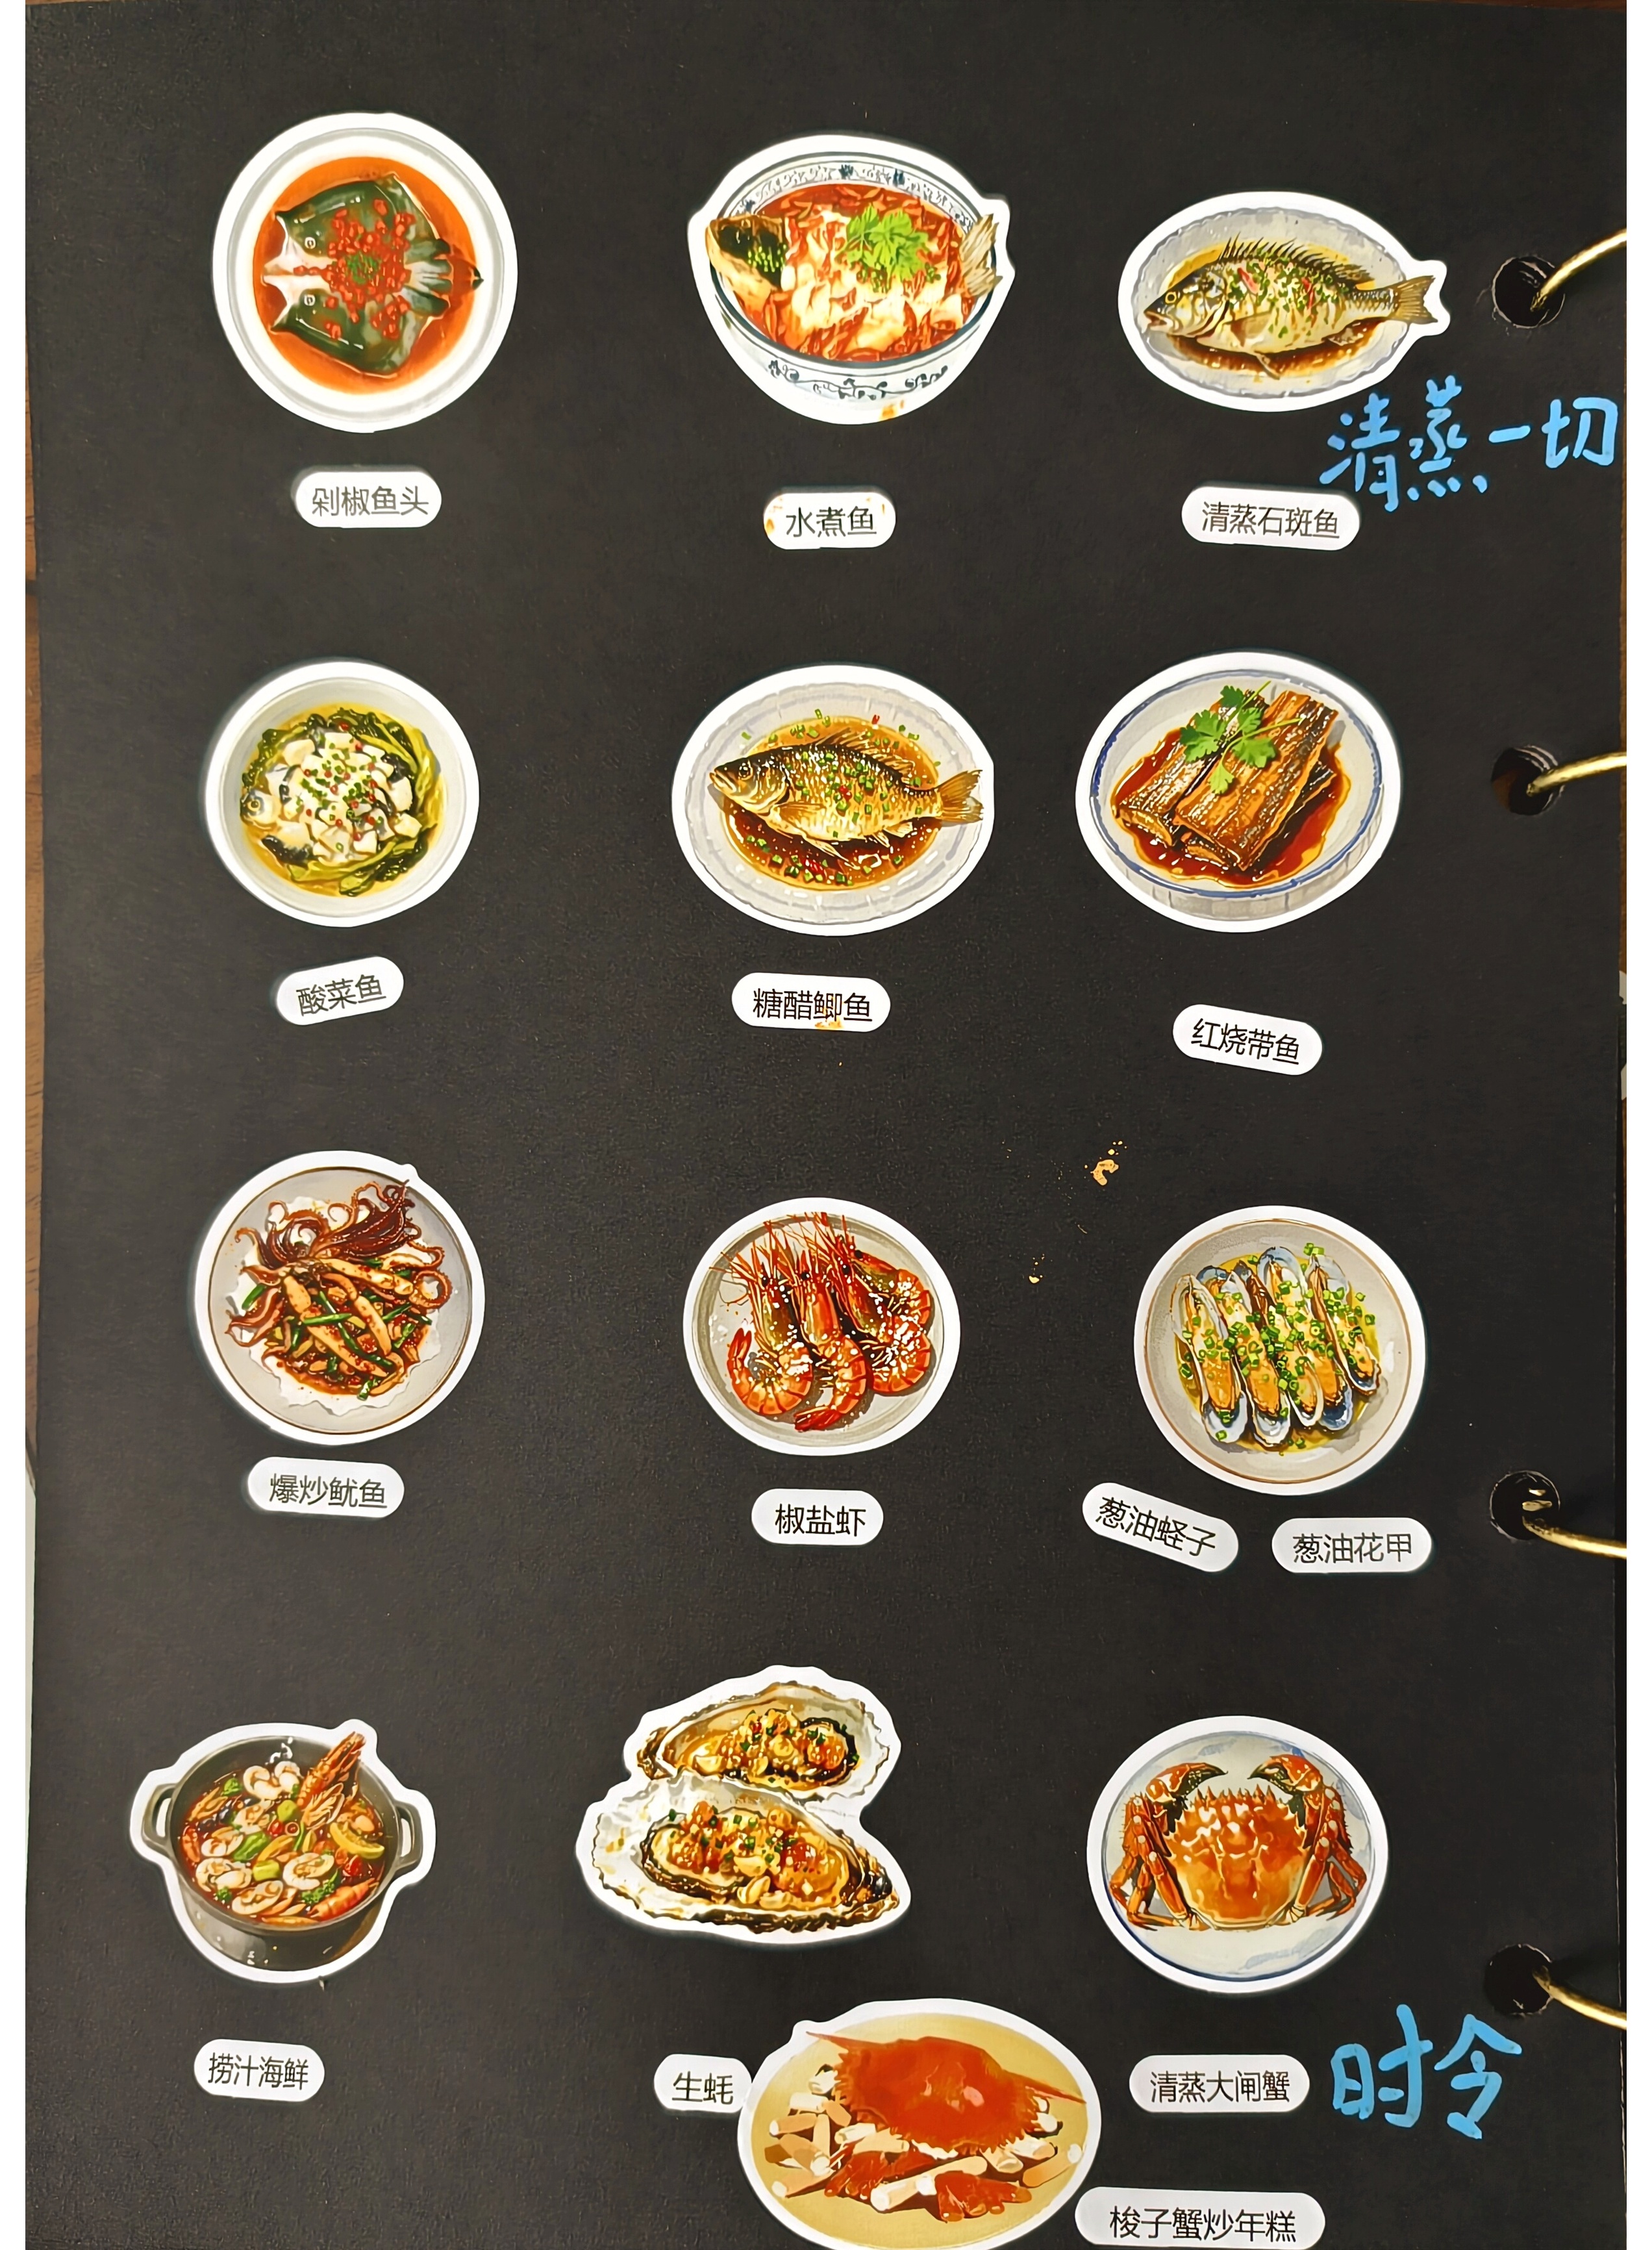 剁椒鱼头
水煮鱼
清蒸石斑鱼
清蒸一切
酸菜鱼
糖醋鲫鱼
红烧带鱼
爆炒鱿鱼
椒盐虾
葱油蛏子
葱油花甲
捞汁海鲜
生蚝
清蒸大闸蟹
时令
梭子蟹炒年糕